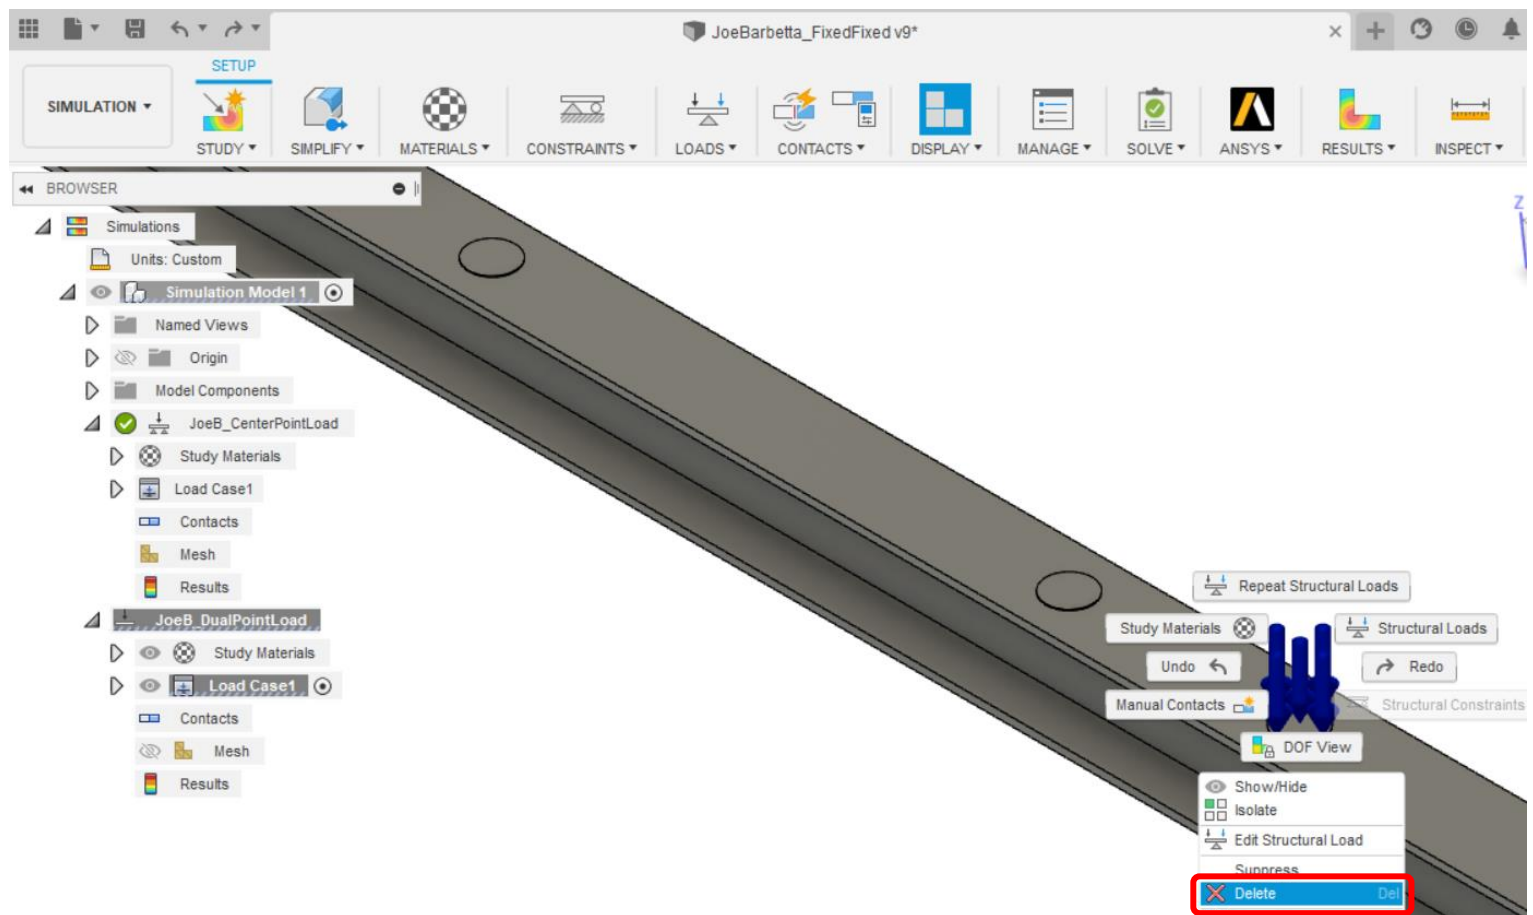 JoeBarbetta_FixedFixed v9*
SETUP
SIMULATION
STUDY SIMPLIFY MATERIALS CONSTRAINTS LOADS CONTACTS DISPLAY MANAGE SOLVE ANSYS RESULTS INSPECT
BROWSER
Z
Simulations
Units: Custom
Simulation Model 1
Named Views
Origin
Model Components
JoeB_CenterPointLoad
Study Materials
Load Case1
Contacts
Mesh
Results
JoeB_DualPointLoad
Study Materials
Load Case1
Contacts
Mesh
Results
Repeat Structural Loads
Study Materials
Structural Loads
Undo
Redo
Manual Contacts
Structural Constraints
DOF View
Show/Hide
Isolate
Edit Structural Load
Suppress
Delete Del